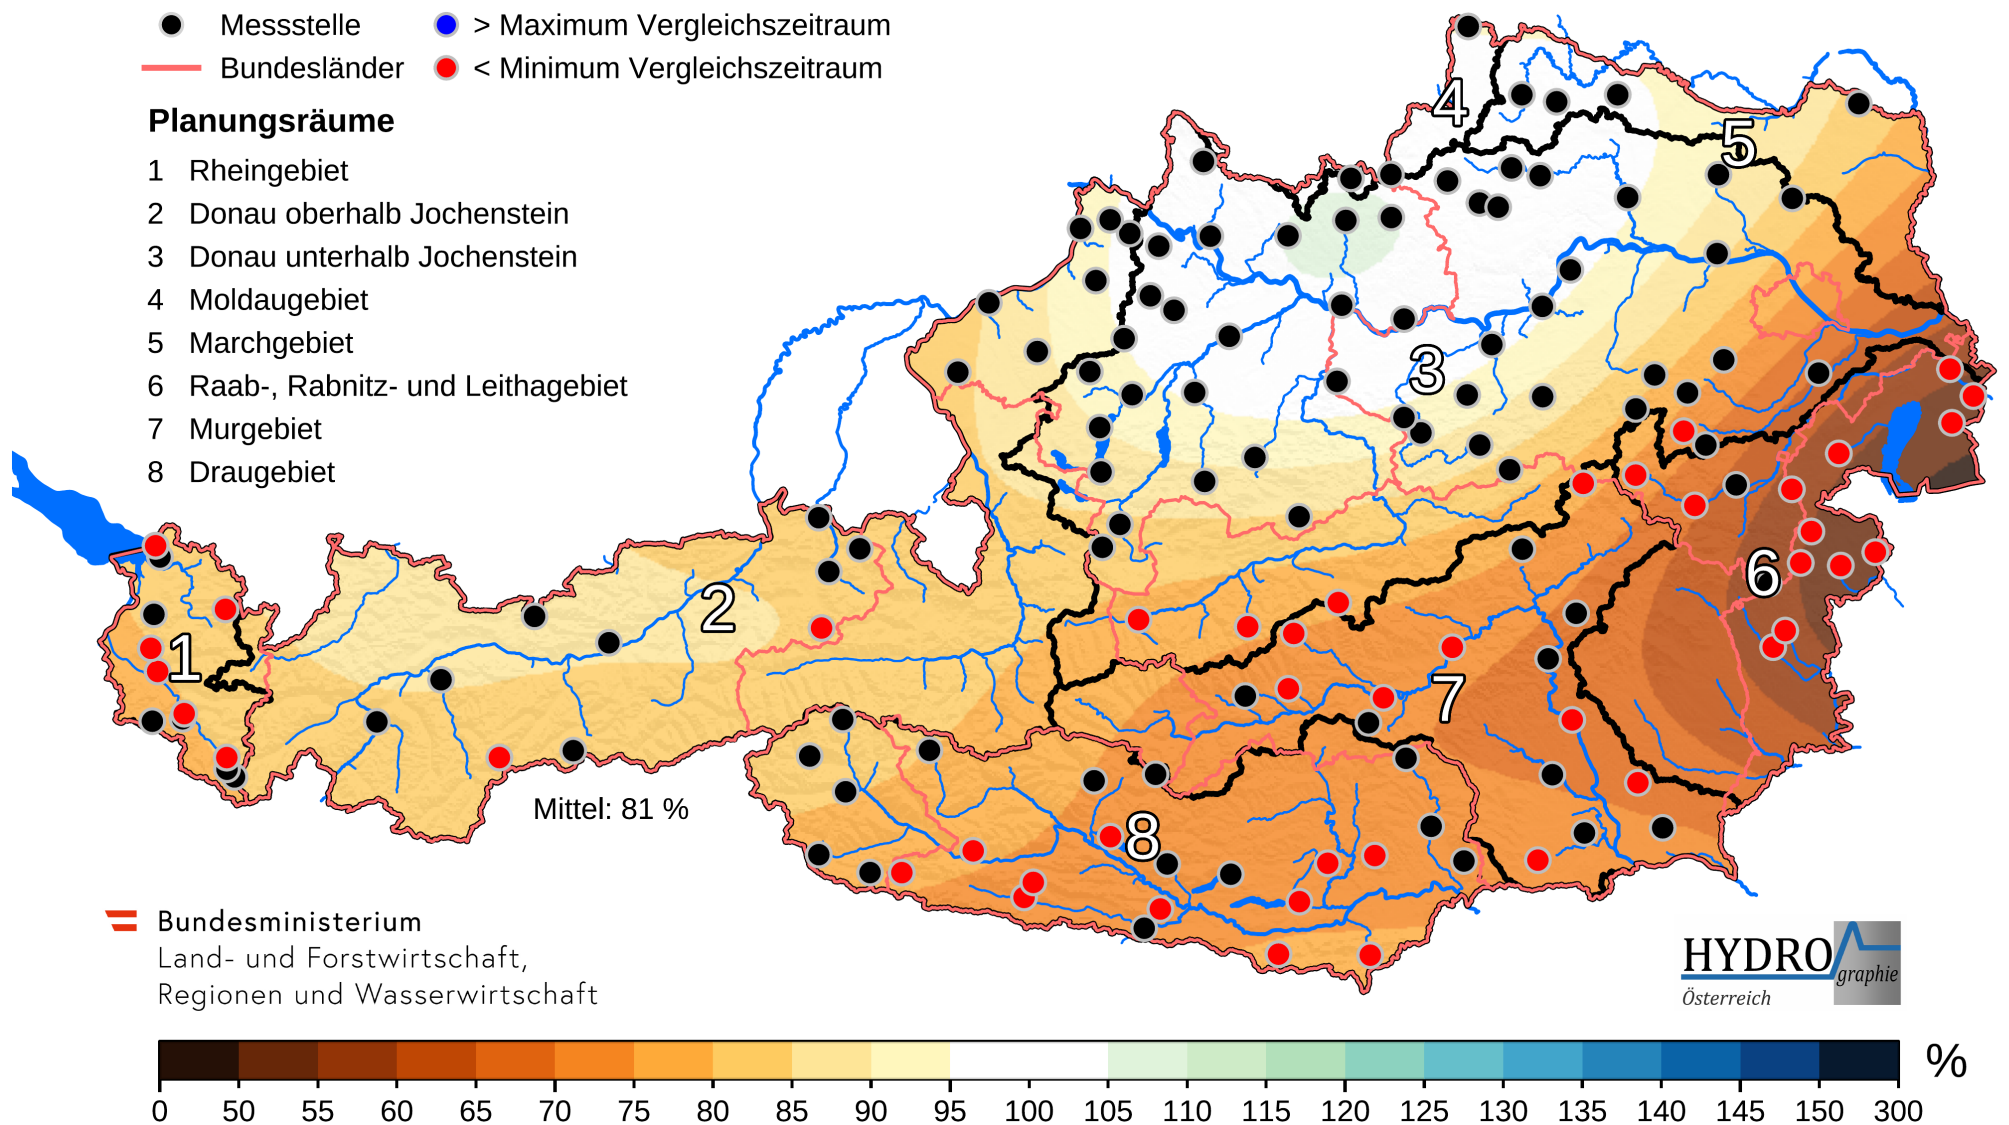 Messstelle
> Maximum Vergleichszeitraum
Bundesländer
< Minimum Vergleichszeitraum
Planungsräume
1 Rheingebiet
2 Donau oberhalb Jochenstein
3 Donau unterhalb Jochenstein
4 Moldaugebiet
5 Marchgebiet
6 Raab-, Rabnitz- und Leithagebiet
7 Murgebiet
8 Draugebiet
4
5
3
6
2
1
7
8
Mittel: 81 %
Bundesministerium
Land- und Forstwirtschaft,
Regionen und Wasserwirtschaft
HYDRO
graphie
Österreich
%
0 50 55 60 65 70 75 80 85 90 95 100 105 110 115 120 125 130 135 140 145 150 300